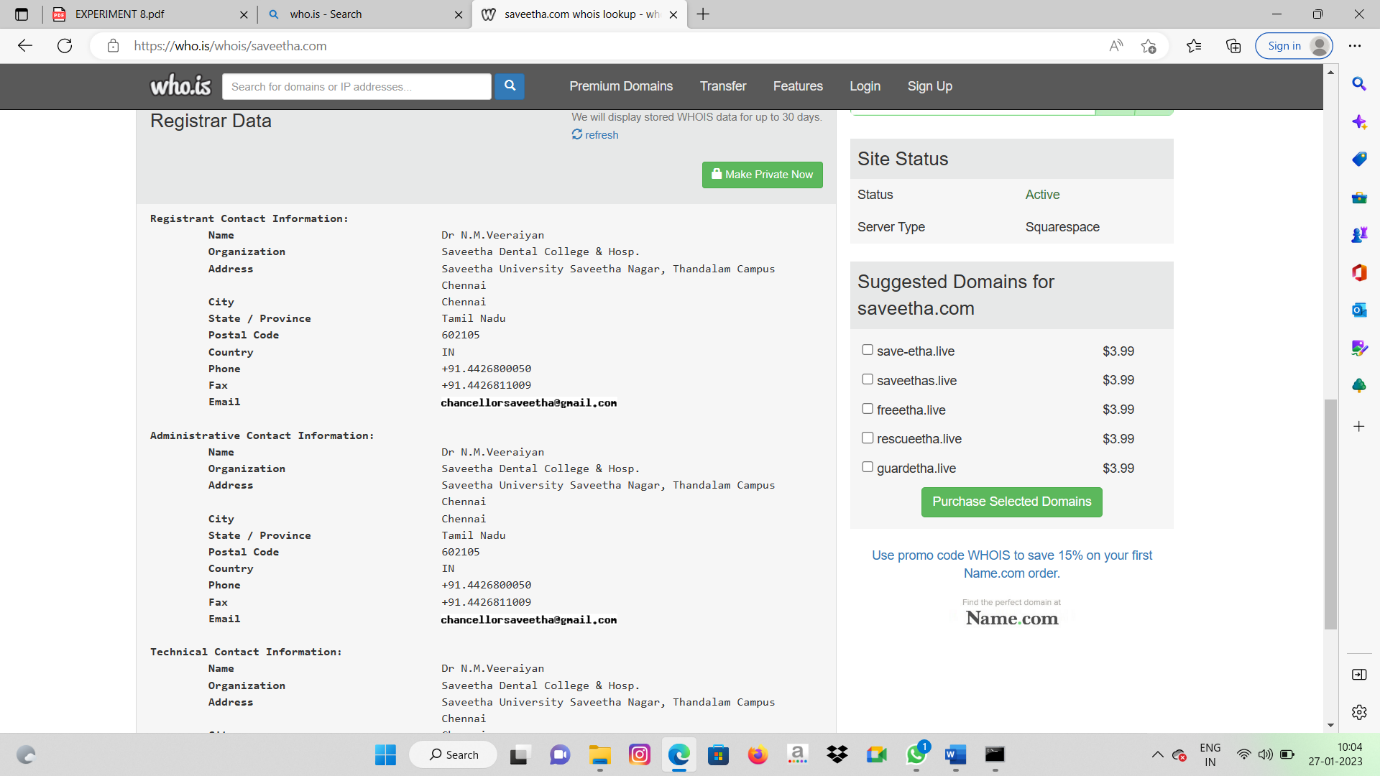 EXPERIMENT 8.pdf
who.is - Search
saveetha.com whois lookup - wh
https://who.is/whois/saveetha.com
Sign in
who.is
Search for domains or IP addresses...
Premium Domains Transfer Features Login Sign Up
Registrar Data
We will display stored WHOIS data for up to 30 days.
refresh
Make Private Now
Registrant Contact Information:
Name Dr N.M.Veeraiyan
Organization Saveetha Dental College & Hosp.
Address Saveetha University Saveetha Nagar, Thandalam Campus
Chennai
City Chennai
State / Province Tamil Nadu
Postal Code 602105
Country IN
Phone +91.4426800050
Fax +91.4426811009
Email chancellorsaveetha@gmail.com
Administrative Contact Information:
Name Dr N.M.Veeraiyan
Organization Saveetha Dental College & Hosp.
Address Saveetha University Saveetha Nagar, Thandalam Campus
Chennai
City Chennai
State / Province Tamil Nadu
Postal Code 602105
Country IN
Phone +91.4426800050
Fax +91.4426811009
Email chancellorsaveetha@gmail.com
Technical Contact Information:
Name Dr N.M.Veeraiyan
Organization Saveetha Dental College & Hosp.
Address Saveetha University Saveetha Nagar, Thandalam Campus
Chennai
Site Status
Status Active
Server Type Squarespace
Suggested Domains for
saveetha.com
save-etha.live $3.99
saveethas.live $3.99
freeetha.live $3.99
rescueetha.live $3.99
guardetha.live $3.99
Purchase Selected Domains
Use promo code WHOIS to save 15% on your first
Name.com order.
Find the perfect domain at
Name.com
Search
1
ENG
IN
10:04
27-01-2023